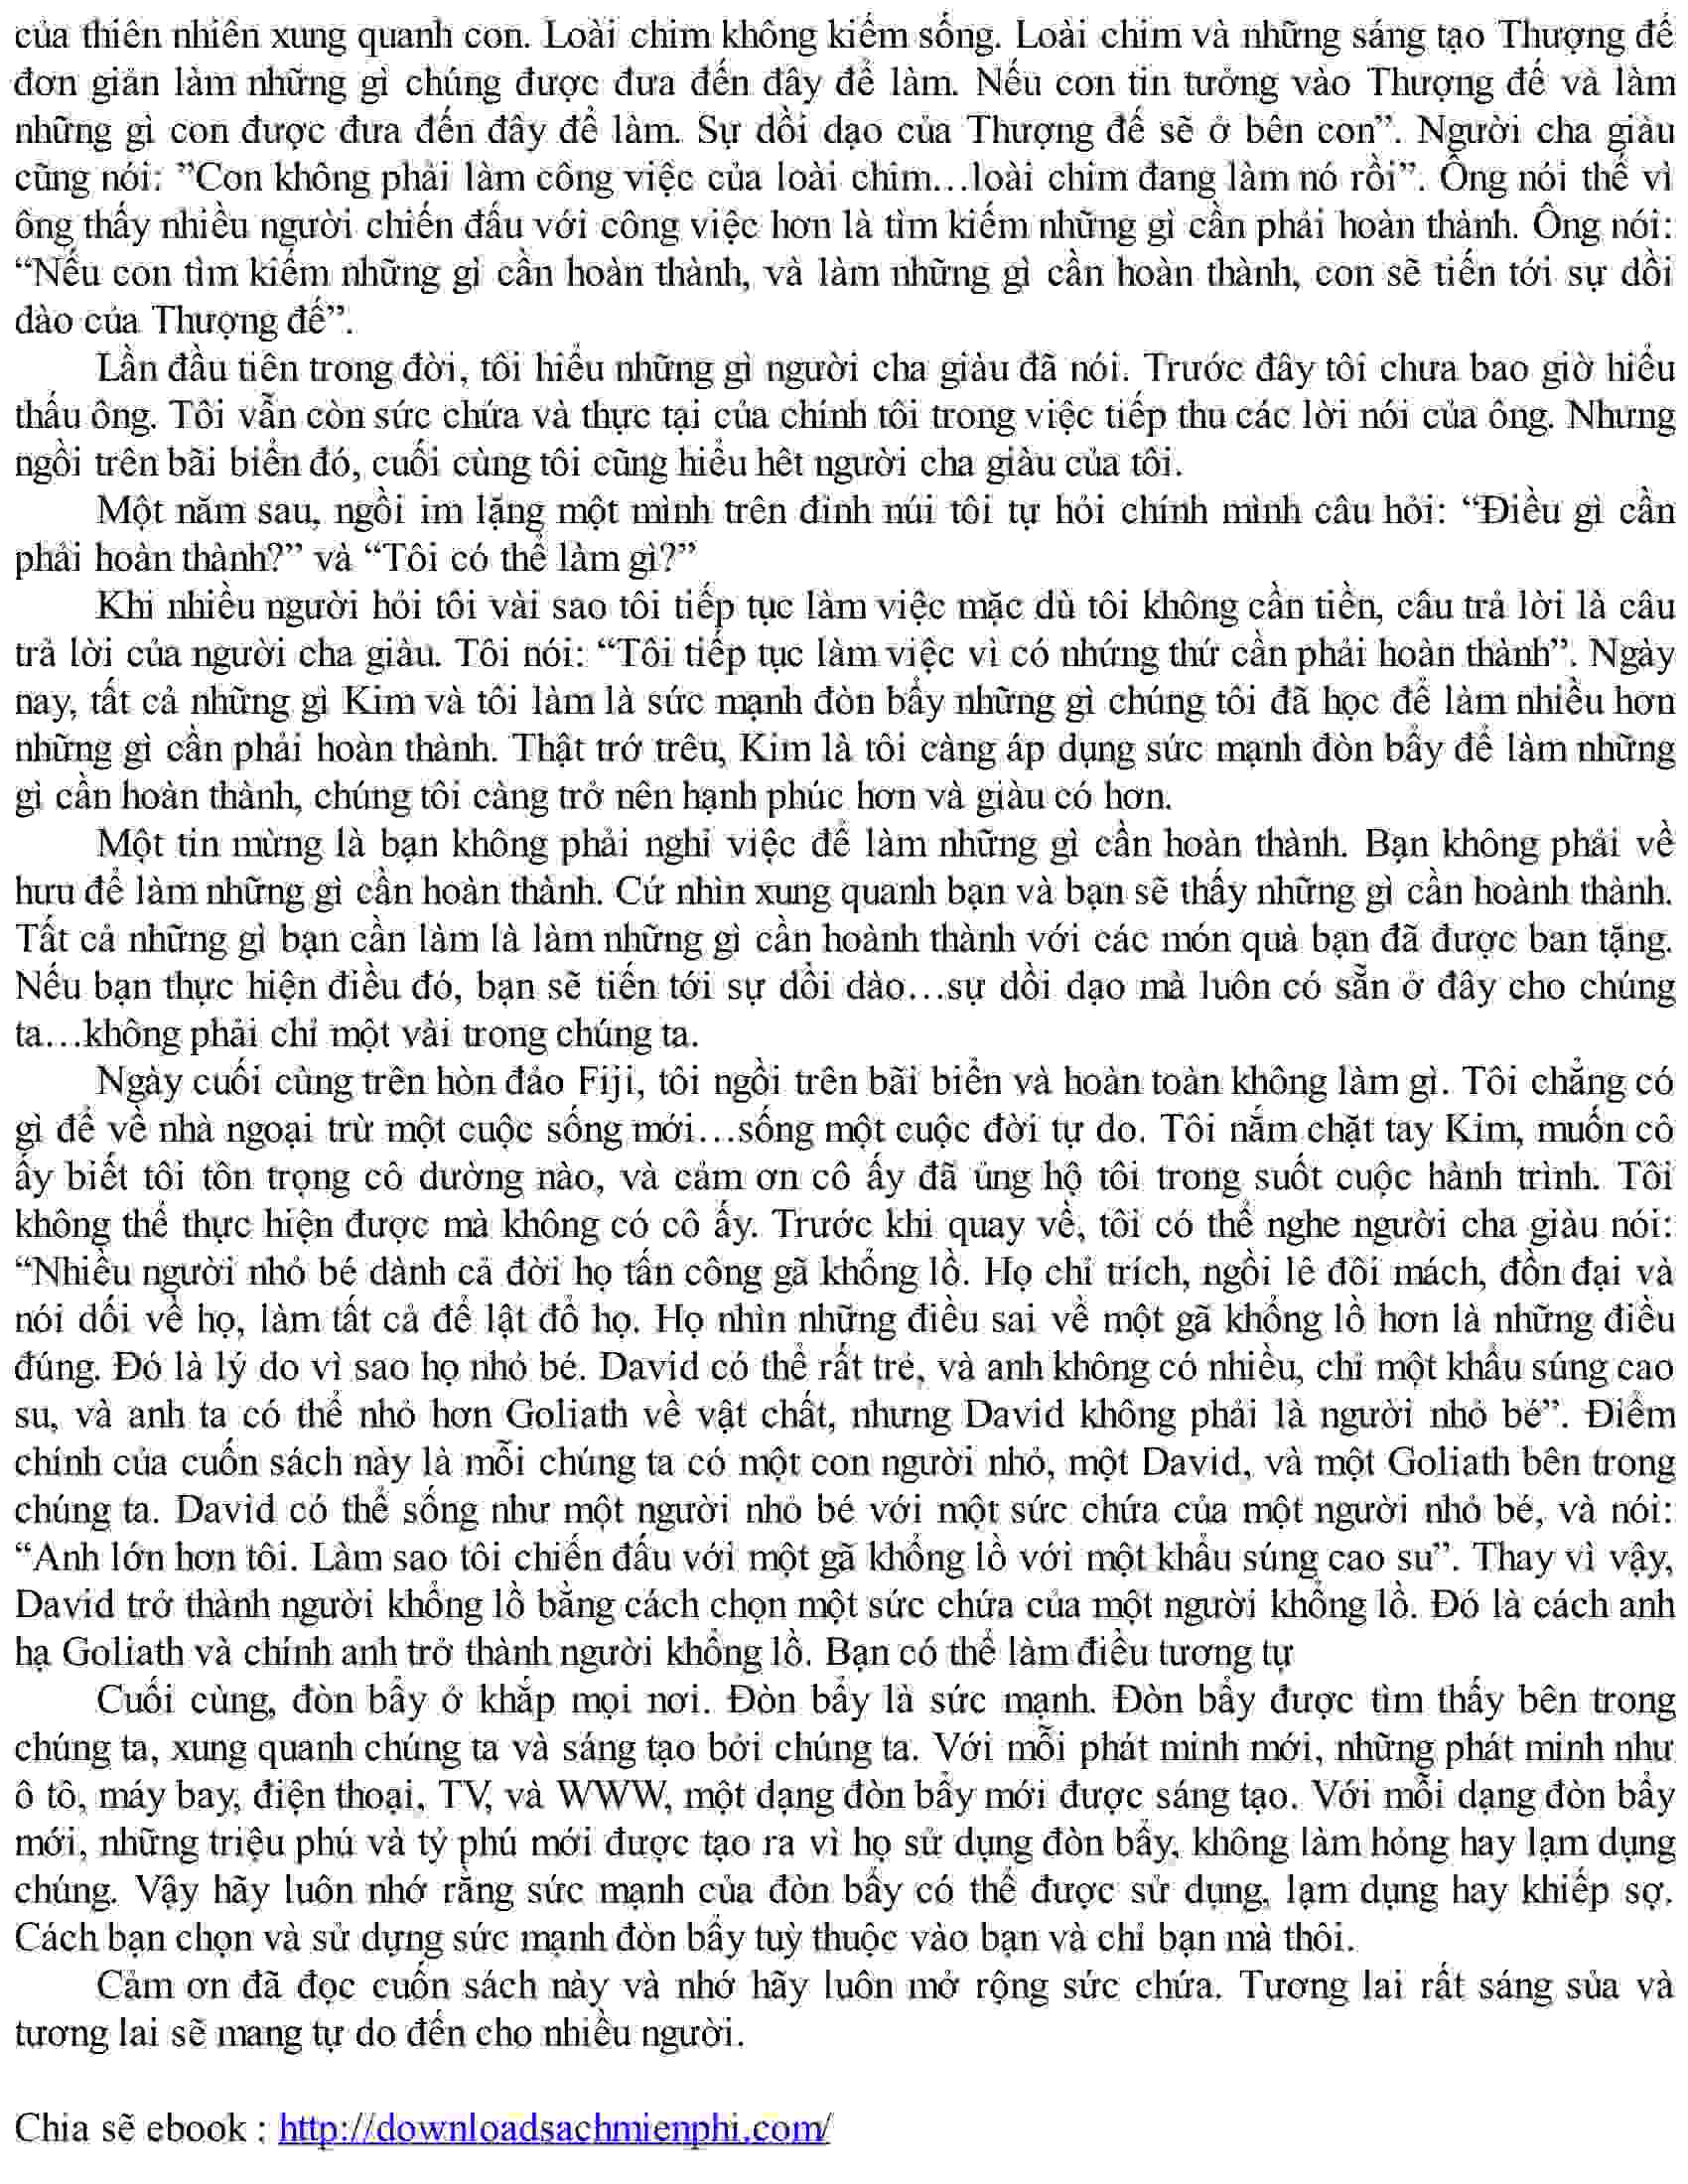 của thiên nhiên xung quanh con. Loài chim không kiếm sống. Loài chim và những sáng tạo Thượng đế
đơn giản làm những gì chúng được đưa đến đây để làm. Nếu con tin tưởng vào Thượng đế và làm
những gì con được đưa đến đây để làm. Sự dồi dạo của Thượng đế sẽ ở bên con”. Người cha giàu
cũng nói: ”Con không phải làm công việc của loài chim...loài chim đang làm nó rồi”. Ông nói thế vì
ông thấy nhiều người chiến đấu với công việc hơn là tìm kiếm những gì cần phải hoàn thành. Ông nói:
“Nếu con tìm kiếm những gì cần hoàn thành, và làm những gì cần hoàn thành, con sẽ tiến tới sự dồi
dào của Thượng đế”.
Lần đầu tiên trong đời, tôi hiểu những gì người cha giàu đã nói. Trước đây tôi chưa bao giờ hiểu
thấu ông. Tôi vẫn còn sức chứa và thực tại của chính tôi trong việc tiếp thu các lời nói của ông. Nhưng
ngồi trên bãi biển đó, cuối cùng tôi cũng hiểu hêt người cha giàu của tôi.
Một năm sau, ngồi im lặng một mình trên đỉnh núi tôi tự hỏi chính mình câu hỏi: “Điều gì cần
phải hoàn thành?” và “Tôi có thể làm gì?”
Khi nhiều người hỏi tôi vài sao tôi tiếp tục làm việc mặc dù tôi không cần tiền, câu trả lời là câu
trả lời của người cha giàu. Tôi nói: “Tôi tiếp tục làm việc vì có nhứng thứ cần phải hoàn thành”. Ngày
nay, tất cả những gì Kim và tôi làm là sức mạnh đòn bẩy những gì chúng tôi đã học để làm nhiều hơn
những gì cần phải hoàn thành. Thật trớ trêu, Kim là tôi càng áp dụng sức mạnh đòn bẩy để làm những
gì cần hoàn thành, chúng tôi càng trở nên hạnh phúc hơn và giàu có hơn.
Một tin mừng là bạn không phải nghỉ việc để làm những gì cần hoàn thành. Bạn không phải về
hưu để làm những gì cần hoàn thành. Cứ nhìn xung quanh bạn và bạn sẽ thấy những gì cần hoành thành.
Tất cả những gì bạn cần làm là làm những gì cần hoành thành với các món quà bạn đã được ban tặng.
Nếu bạn thực hiện điều đó, bạn sẽ tiến tới sự dồi dào...sự dồi dạo mà luôn có sẵn ở đây cho chúng
ta...không phải chỉ một vài trong chúng ta.
Ngày cuối cùng trên hòn đảo Fiji, tôi ngồi trên bãi biển và hoàn toàn không làm gì. Tôi chẳng có
gì để về nhà ngoại trừ một cuộc sống mới...sống một cuộc đời tự do. Tôi nắm chặt tay Kim, muốn cô
ấy biết tôi tôn trọng cô dường nào, và cảm ơn cô ấy đã ủng hộ tôi trong suốt cuộc hành trình. Tôi
không thể thực hiện được mà không có cô ấy. Trước khi quay về, tôi có thể nghe người cha giàu nói:
“Nhiều người nhỏ bé dành cả đời họ tấn công gã khổng lồ. Họ chỉ trích, ngồi lê đôi mách, đồn đại và
nói dối về họ, làm tất cả để lật đổ họ. Họ nhìn những điều sai về một gã khổng lồ hơn là những điều
đúng. Đó là lý do vì sao họ nhỏ bé. David có thể rất trẻ, và anh không có nhiều, chỉ một khẩu súng cao
su, và anh ta có thể nhỏ hơn Goliath về vật chất, nhưng David không phải là người nhỏ bé”. Điểm
chính của cuốn sách này là mỗi chúng ta có một con người nhỏ, một David, và một Goliath bên trong
chúng ta. David có thể sống như một người nhỏ bé với một sức chứa của một người nhỏ bé, và nói:
“Anh lớn hơn tôi. Làm sao tôi chiến đấu với một gã khổng lồ với một khẩu súng cao su”. Thay vì vậy,
David trở thành người khổng lồ bằng cách chọn một sức chứa của một người khổng lồ. Đó là cách anh
hạ Goliath và chính anh trở thành người khổng lồ. Bạn có thể làm điều tương tự
Cuối cùng, đòn bẩy ở khắp mọi nơi. Đòn bẩy là sức mạnh. Đòn bẩy được tìm thấy bên trong
chúng ta, xung quanh chúng ta và sáng tạo bởi chúng ta. Với mỗi phát minh mới, những phát minh như
ô tô, máy bay, điện thoại, TV, và WWW, một dạng đòn bẩy mới được sáng tạo. Với mỗi dạng đòn bẩy
mới, những triệu phú và tỷ phú mới được tạo ra vì họ sử dụng đòn bẩy, không làm hỏng hay lạm dụng
chúng. Vậy hãy luôn nhớ rằng sức mạnh của đòn bẩy có thể được sử dụng, lạm dụng hay khiếp sợ.
Cách bạn chọn và sử dựng sức mạnh đòn bẩy tuỳ thuộc vào bạn và chỉ bạn mà thôi.
Cảm ơn đã đọc cuốn sách này và nhớ hãy luôn mở rộng sức chứa. Tương lai rất sáng sủa và
tương lai sẽ mang tự do đến cho nhiều người.
Chia sẽ ebook : http://downloadsachmienphi.com/